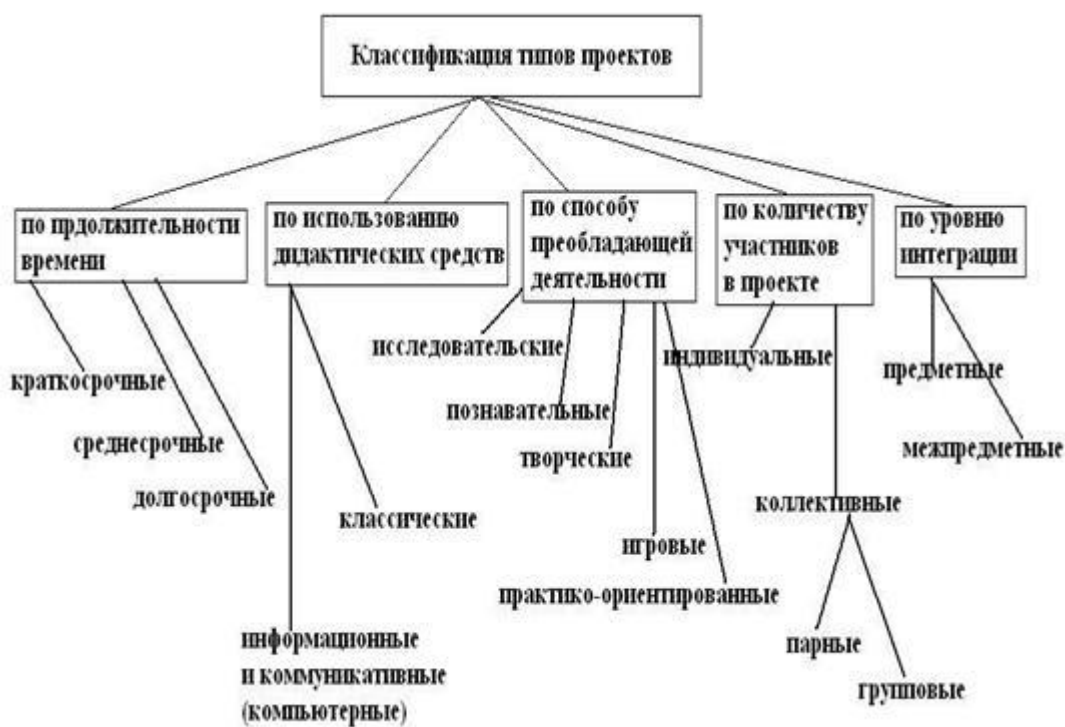 Классификация типов проектов
по прдолжительности
времени
по использованию
дидактических средств
по способу
преобладающей
деятельности
по количеству
участников
в проекте
по уровню
интеграции
краткосрочные
среднесрочные
долгосрочные
информационные
и коммуникативные
(компьютерные)
классические
исследовательские
познавательные
творческие
игровые
практико-ориентированные
индивидуальные
коллективные
парные
групповые
предметные
межпредметные